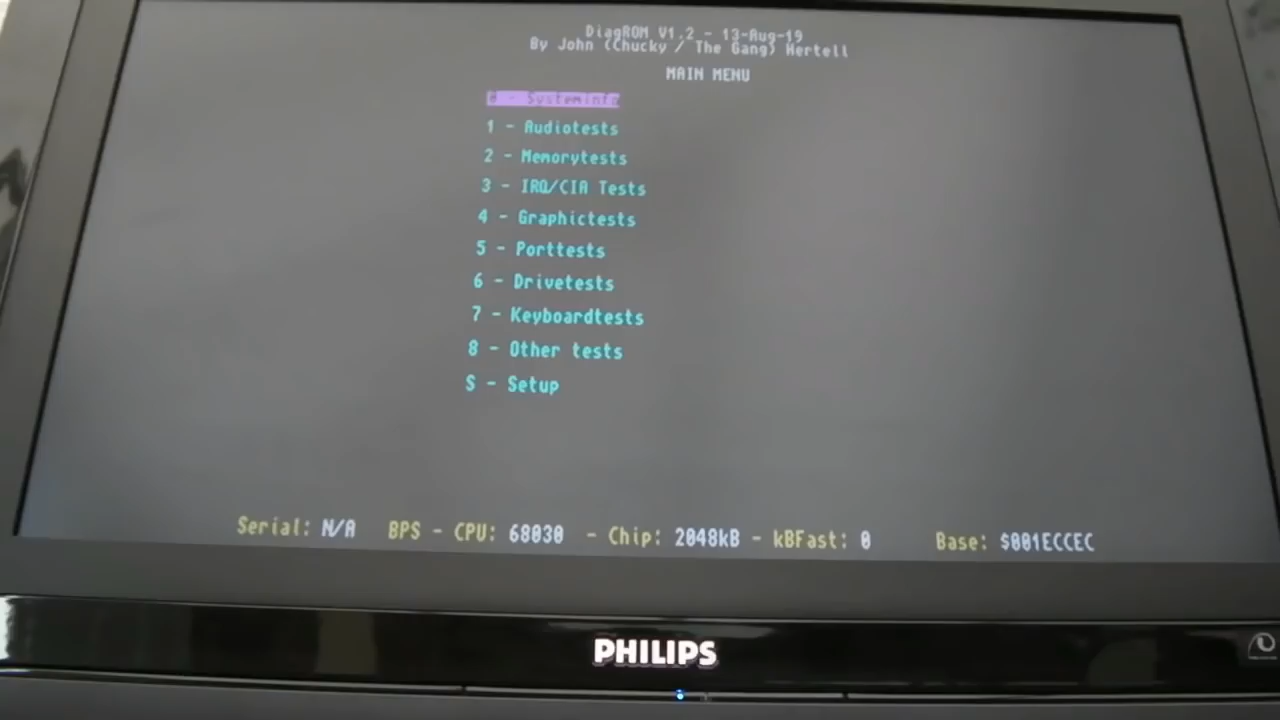 DiagROM V1.2 - 13-Aug-19
By John (Chucky / The Gang) Hertell
MAIN MENU
0 - Systeminfo
1 - Audiotests
2 - Memorytests
3 - IRQ/CIA Tests
4 - Graphictests
5 - Porttests
6 - Drivetests
7 - Keyboardtests
8 - Other tests
S - Setup
Serial: N/A BPS - CPU: 68030 - Chip: 2048kB - kBFast: 0 Base: $001ECCEC
PHILIPS